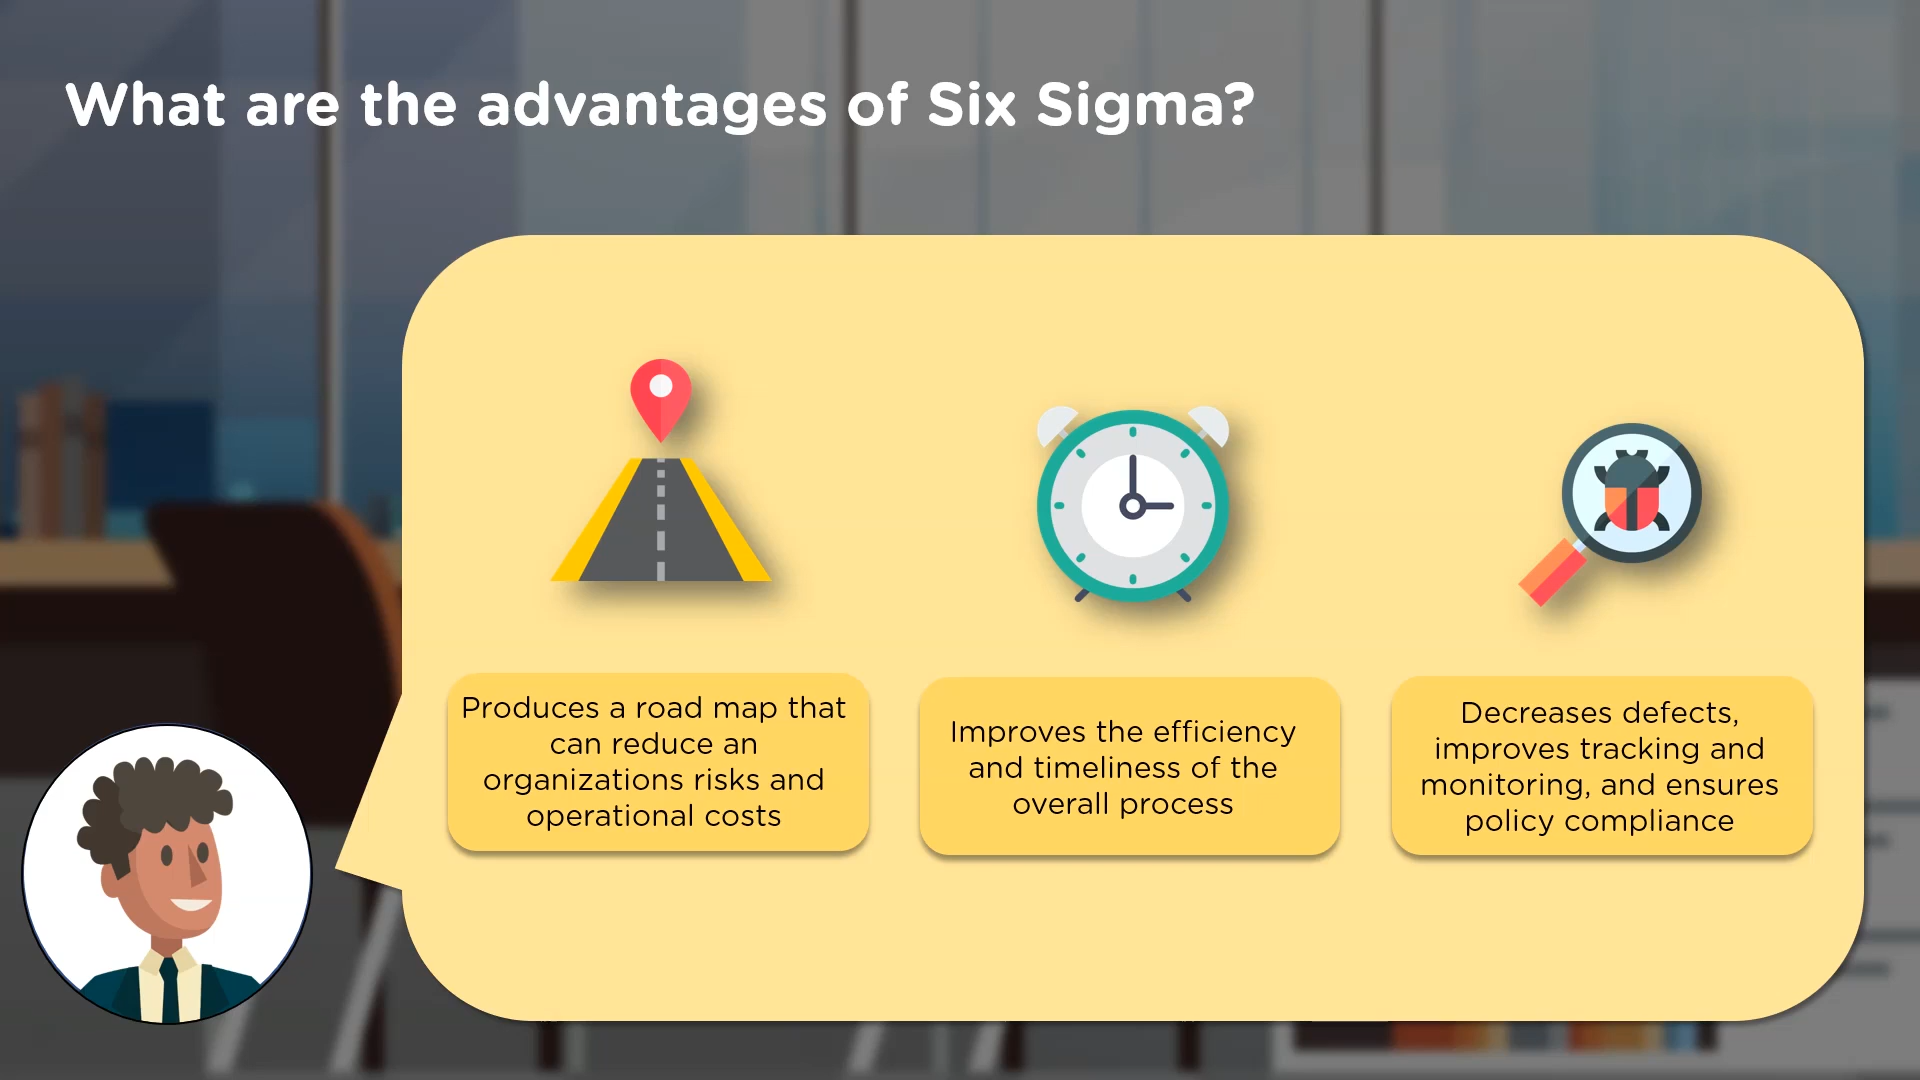 What are the advantages of Six Sigma?
Produces a road map that
can reduce an
organizations risks and
operational costs
Improves the efficiency
and timeliness of the
overall process
Decreases defects,
improves tracking and
monitoring, and ensures
policy compliance